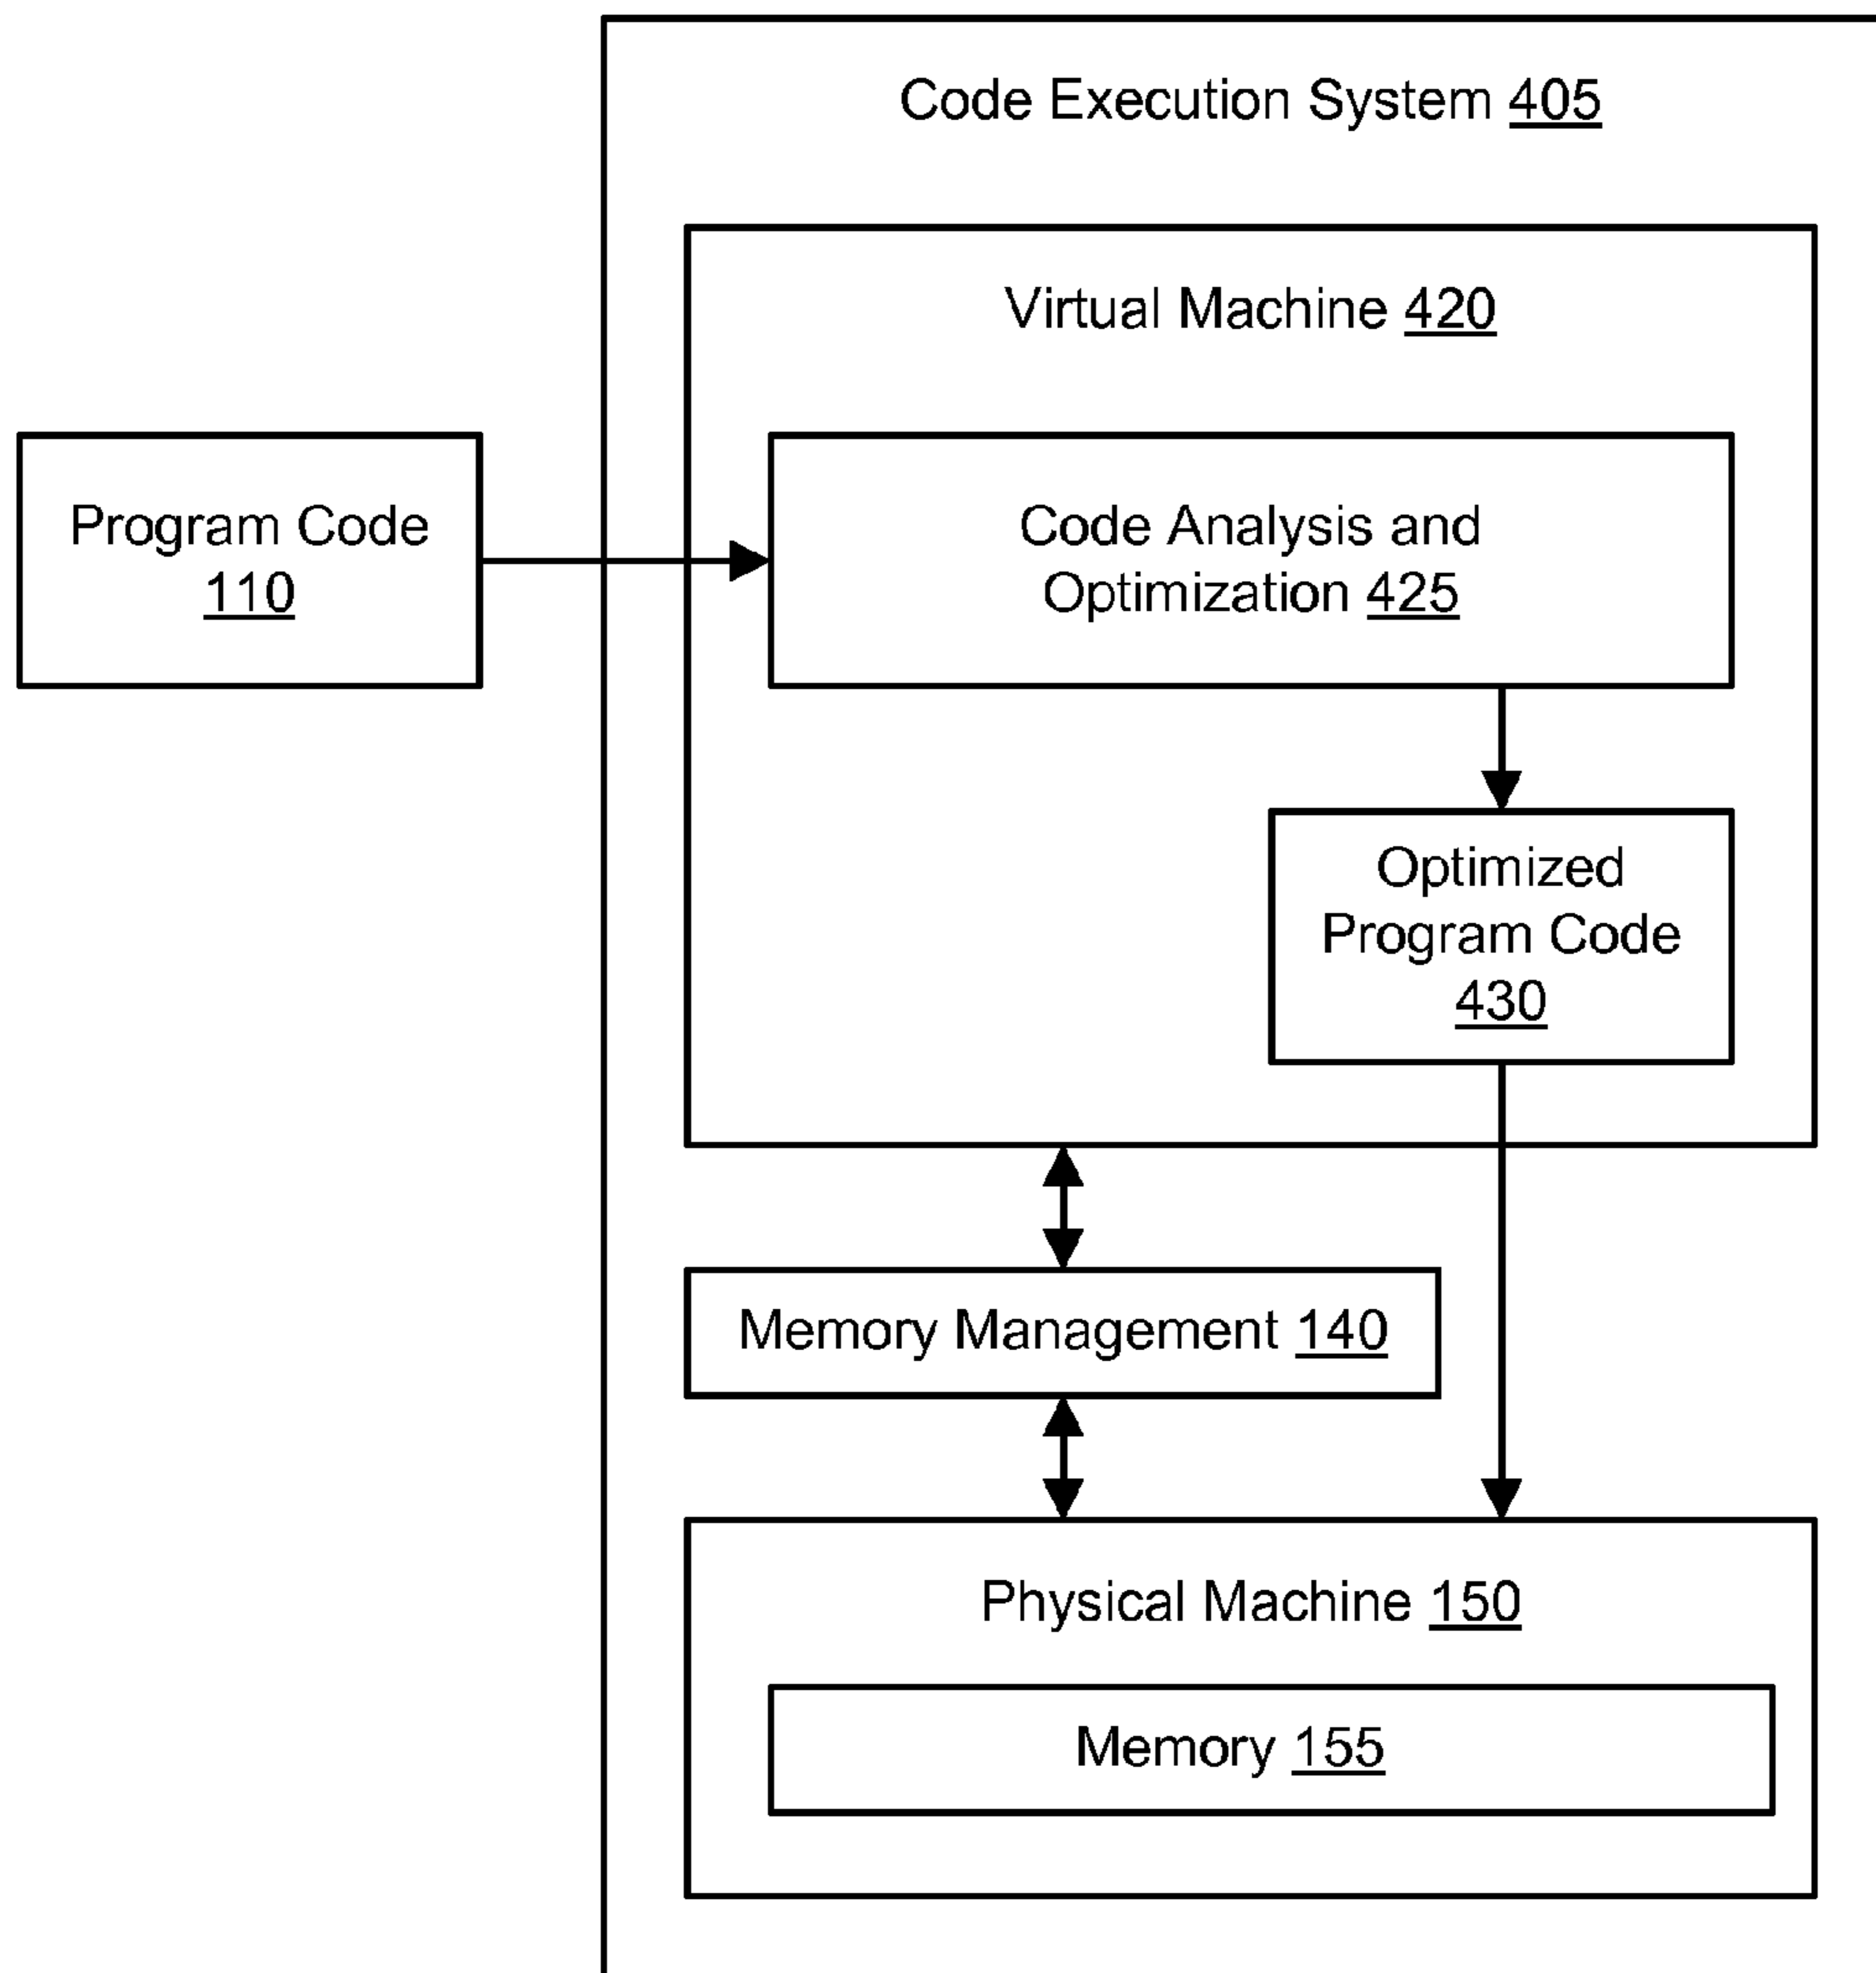 Code Execution System 405
Virtual Machine 420
Program Code
110
Code Analysis and
Optimization 425
Optimized
Program Code
430
Memory Management 140
Physical Machine 150
Memory 155